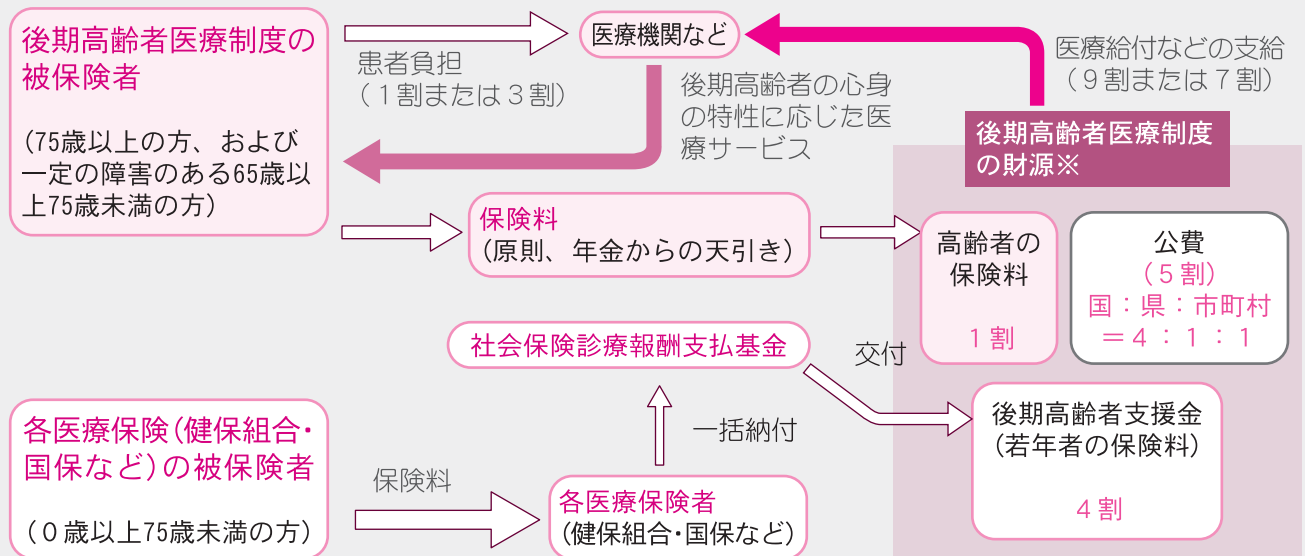 後期高齢者医療制度の
被保険者
(75歳以上の方、および
一定の障害のある65歳以
上75歳未満の方)
患者負担
(1割または3割)
医療機関など
後期高齢者の心身
の特性に応じた医
療サービス
医療給付などの支給
(9割または7割)
後期高齢者医療制度
の財源※
保険料
(原則、年金からの天引き)
高齢者の
保険料
1割
公費
(5割)
国:県:市町村
=4:1:1
社会保険診療報酬支払基金
交付
後期高齢者支援金
(若年者の保険料)
4割
一括納付
各医療保険(健保組合・
国保など)の被保険者
(0歳以上75歳未満の方)
保険料
各医療保険者
(健保組合・国保など)